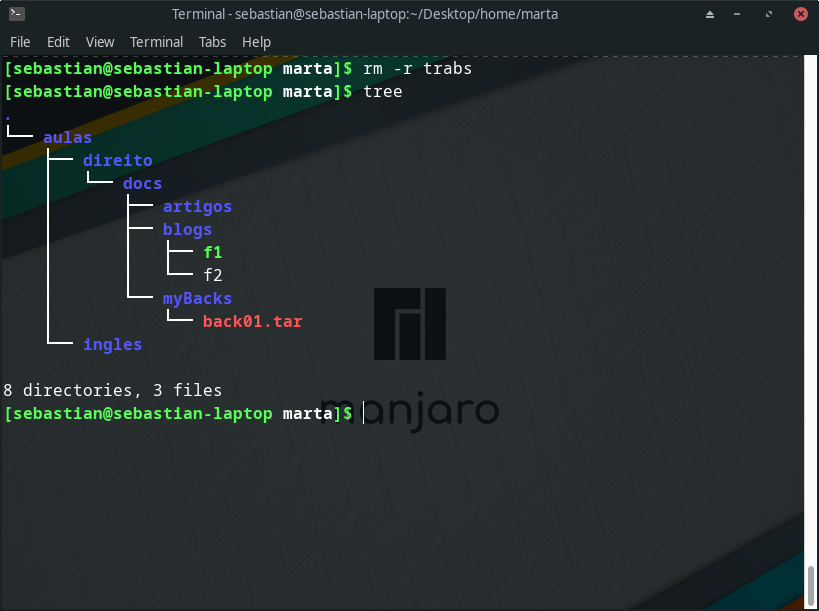 Terminal - sebastian@sebastian-laptop:~/Desktop/home/marta
File Edit View Terminal Tabs Help
[sebastian@sebastian-laptop marta]$ rm -r trabs
[sebastian@sebastian-laptop marta]$ tree
.
└── aulas
    ├── direito
    │   └── docs
    │       ├── artigos
    │       ├── blogs
    │       │   ├── f1
    │       │   └── f2
    │       └── myBacks
    │           └── back01.tar
    └── ingles
8 directories, 3 files
[sebastian@sebastian-laptop marta]$
manjaro